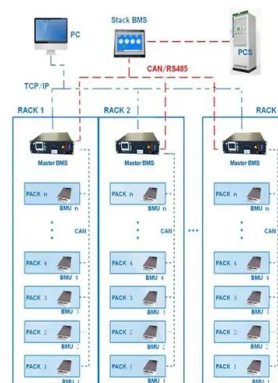 Stack BMS
PC
PCS
CAN/RS485
TCP/IP
RACK 1
RACK 2
RACK
Master BMS
Master BMS
Master BMS
PACK n
PACK n
PACK n
BMU n
BMU n
BMU n
CAN
CAN
CAN
PACK 4
PACK 4
PACK 4
BMU 4
BMU 4
BMU 4
PACK 3
PACK 3
PACK 3
BMU 3
BMU 3
BMU 3
PACK 2
PACK 2
PACK 2
BMU
BMU
BMU
PACK 1
PACK 1
PACK 1